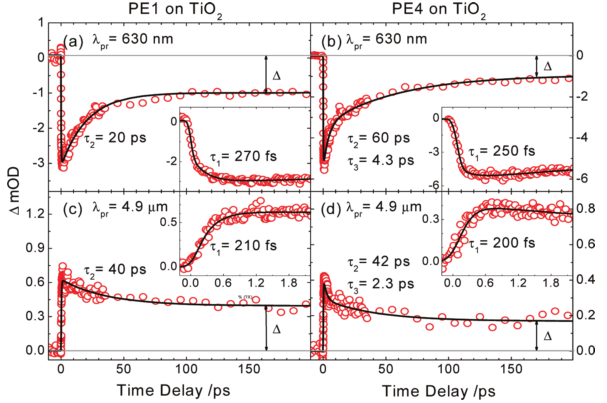 PE1 on TiO₂
PE4 on TiO₂
(a) λpr = 630 nm
(b) λpr = 630 nm
1
0
-1
-2
-3
0
-2
-4
-6
Δ
Δ
τ₂ = 20 ps
τ₂ = 60 ps
τ₃ = 4.3 ps
0
-2
τ₁ = 270 fs
0
-3
-6
τ₁ = 250 fs
Δ mOD
(c) λpr = 4.9 µm
(d) λpr = 4.9 µm
1.2
0.9
0.6
0.3
0.0
0.8
0.6
0.4
0.2
0.0
0.5
0.0
τ₁ = 210 fs
0.0 0.6 1.2 1.8
0.3
0.0
τ₁ = 200 fs
0.0 0.6 1.2 1.8
τ₂ = 40 ps
τ₂ = 42 ps
τ₃ = 2.3 ps
Δ
Δ
0 50 100 150
0 50 100 150
Time Delay /ps
Time Delay /ps